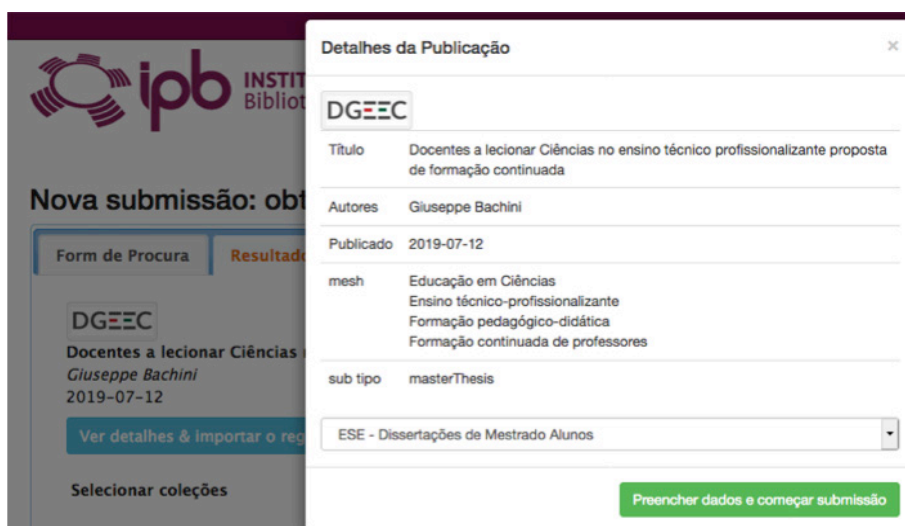 ipb INSTIT
Bibliot
Nova submissão: obt
Form de Procura Resultado
DGEEC
Docentes a lecionar Ciências
Giuseppe Bachini
2019-07-12
Ver detalhes & importar o reg
Selecionar coleções
Detalhes da Publicação ×
DGEEC
Título Docentes a lecionar Ciências no ensino técnico profissionalizante proposta
de formação continuada
Autores Giuseppe Bachini
Publicado 2019-07-12
mesh Educação em Ciências
Ensino técnico-profissionalizante
Formação pedagógico-didática
Formação continuada de professores
sub tipo masterThesis
ESE - Dissertações de Mestrado Alunos
Preencher dados e começar submissão